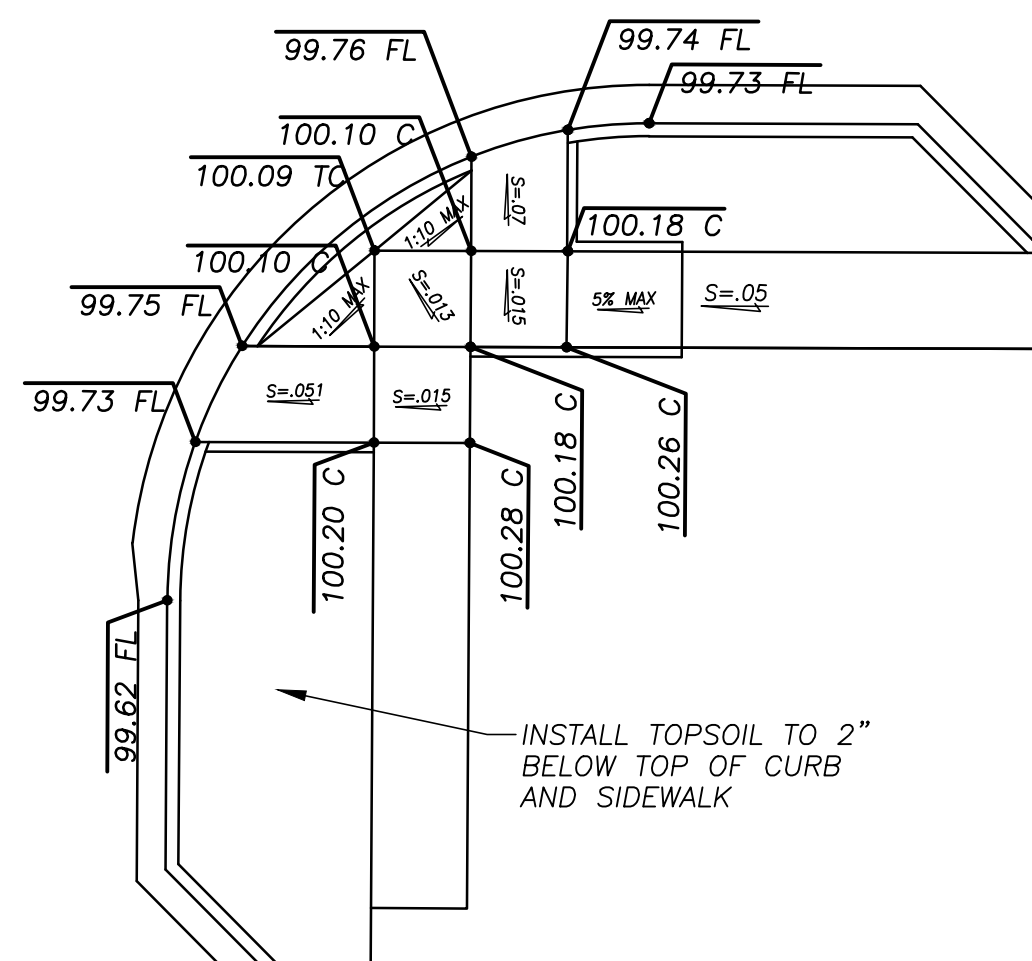 99.76 FL
99.74 FL
99.73 FL
100.10 C
100.09 TC
S=.07
1:10 MAX
100.18 C
100.10 C
S=.013
S=.015
5% MAX
S=.05
99.75 FL
1:10 MAX
99.73 FL
S=.051
S=.015
100.18 C
100.26 C
100.20 C
100.28 C
99.62 FL
INSTALL TOPSOIL TO 2”
BELOW TOP OF CURB
AND SIDEWALK